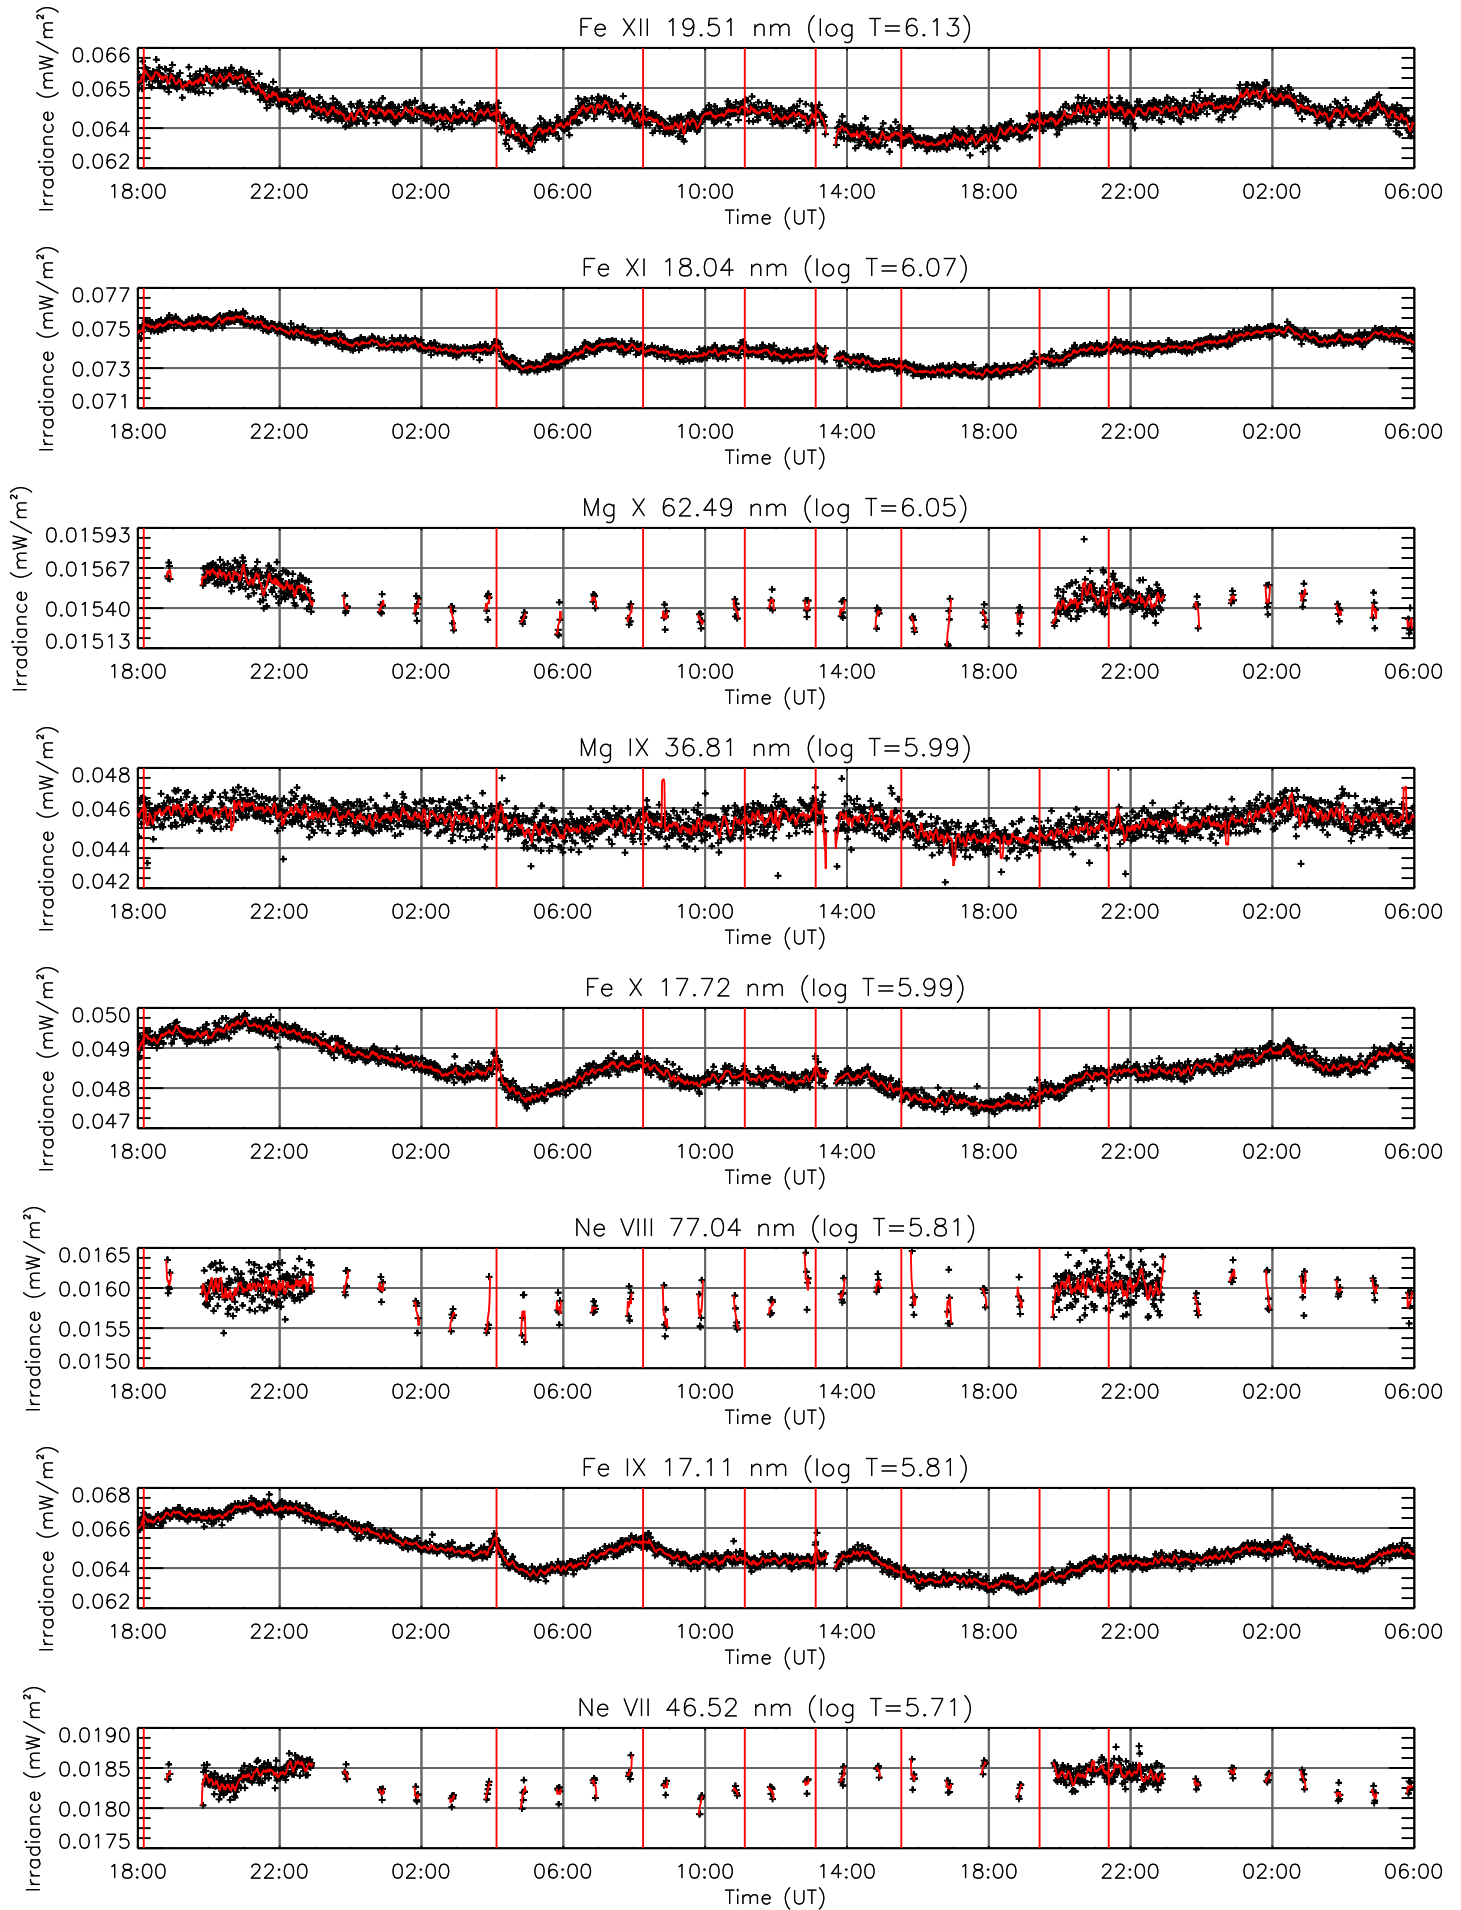 Fe XII 19.51 nm (log T=6.13)
Irradiance (mW/m²)
0.066
0.065
0.064
0.062
18:00 22:00 02:00 06:00 10:00 14:00 18:00 22:00 02:00 06:00
Time (UT)
Fe XI 18.04 nm (log T=6.07)
Irradiance (mW/m²)
0.077
0.075
0.073
0.071
18:00 22:00 02:00 06:00 10:00 14:00 18:00 22:00 02:00 06:00
Time (UT)
Mg X 62.49 nm (log T=6.05)
Irradiance (mW/m²)
0.01593
0.01567
0.01540
0.01513
18:00 22:00 02:00 06:00 10:00 14:00 18:00 22:00 02:00 06:00
Time (UT)
Mg IX 36.81 nm (log T=5.99)
Irradiance (mW/m²)
0.048
0.046
0.044
0.042
18:00 22:00 02:00 06:00 10:00 14:00 18:00 22:00 02:00 06:00
Time (UT)
Fe X 17.72 nm (log T=5.99)
Irradiance (mW/m²)
0.050
0.049
0.048
0.047
18:00 22:00 02:00 06:00 10:00 14:00 18:00 22:00 02:00 06:00
Time (UT)
Ne VIII 77.04 nm (log T=5.81)
Irradiance (mW/m²)
0.0165
0.0160
0.0155
0.0150
18:00 22:00 02:00 06:00 10:00 14:00 18:00 22:00 02:00 06:00
Time (UT)
Fe IX 17.11 nm (log T=5.81)
Irradiance (mW/m²)
0.068
0.066
0.064
0.062
18:00 22:00 02:00 06:00 10:00 14:00 18:00 22:00 02:00 06:00
Time (UT)
Ne VII 46.52 nm (log T=5.71)
Irradiance (mW/m²)
0.0190
0.0185
0.0180
0.0175
18:00 22:00 02:00 06:00 10:00 14:00 18:00 22:00 02:00 06:00
Time (UT)